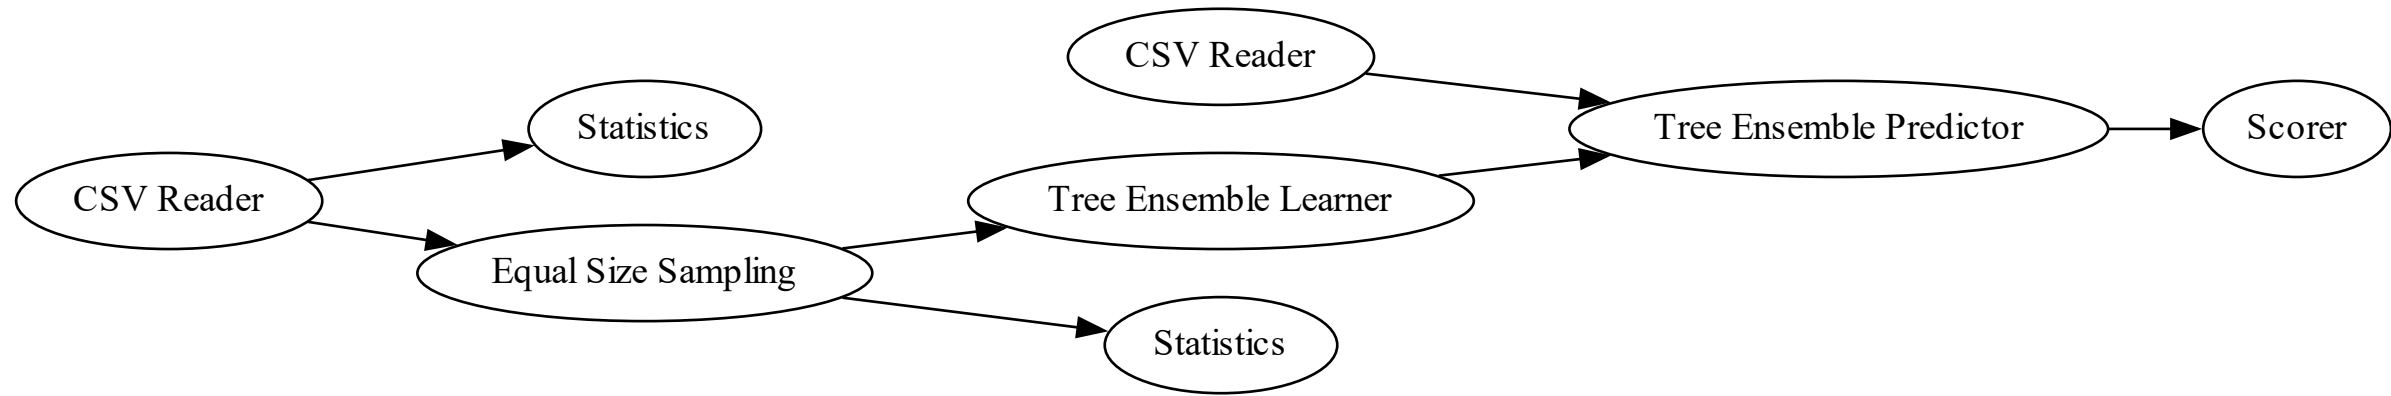 CSV Reader
Statistics
CSV Reader
Equal Size Sampling
Tree Ensemble Learner
Statistics
Tree Ensemble Predictor
Scorer